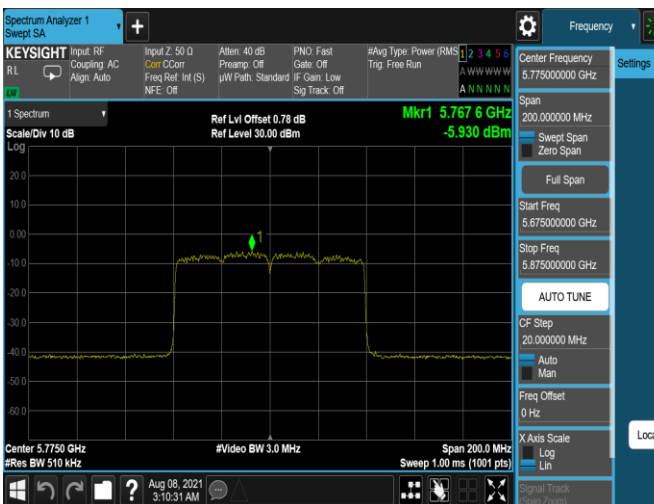 Spectrum Analyzer 1
Swept SA
+
Frequency
KEYSIGHT
RL
Input: RF
Coupling: AC
Align: Auto
Input Z: 50 Ω
Corr CCorr
Freq Ref: Int (S)
NFE: Off
Atten: 40 dB
Preamp: Off
µW Path: Standard
PNO: Fast
Gate: Off
IF Gain: Low
Sig Track: Off
#Avg Type: Power (RMS
Trig: Free Run
1 2 3 4 5 6
A W W W W W
A N N N N N
1 Spectrum
Scale/Div 10 dB
Log
Ref Lvl Offset 0.78 dB
Ref Level 30.00 dBm
Mkr1 5.767 6 GHz
-5.930 dBm
20.0
10.0
0.00
-10.0
-20.0
-30.0
-40.0
-50.0
-60.0
1
Center 5.7750 GHz
#Res BW 510 kHz
#Video BW 3.0 MHz
Span 200.0 MHz
Sweep 1.00 ms (1001 pts)
?
Aug 08, 2021
3:10:31 AM
Center Frequency
5.775000000 GHz
Span
200.000000 MHz
Swept Span
Zero Span
Full Span
Start Freq
5.675000000 GHz
Stop Freq
5.875000000 GHz
AUTO TUNE
CF Step
20.000000 MHz
Auto
Man
Freq Offset
0 Hz
X Axis Scale
Log
Lin
Signal Track
(Span Zoom)
Settings
Loca